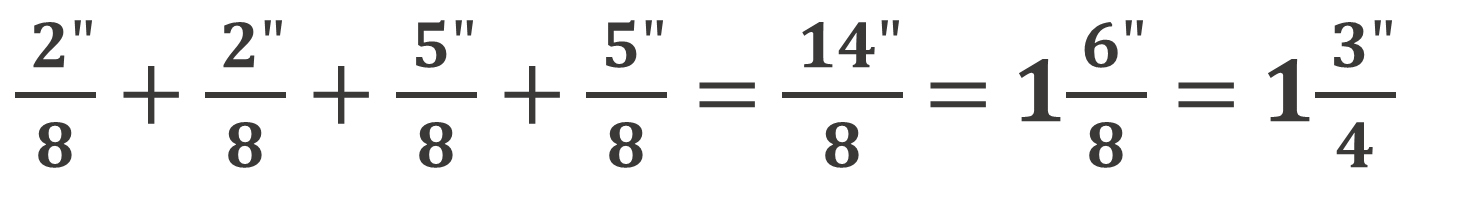 2"/8 + 2"/8 + 5"/8 + 5"/8 = 14"/8 = 1 6"/8 = 1 3"/4